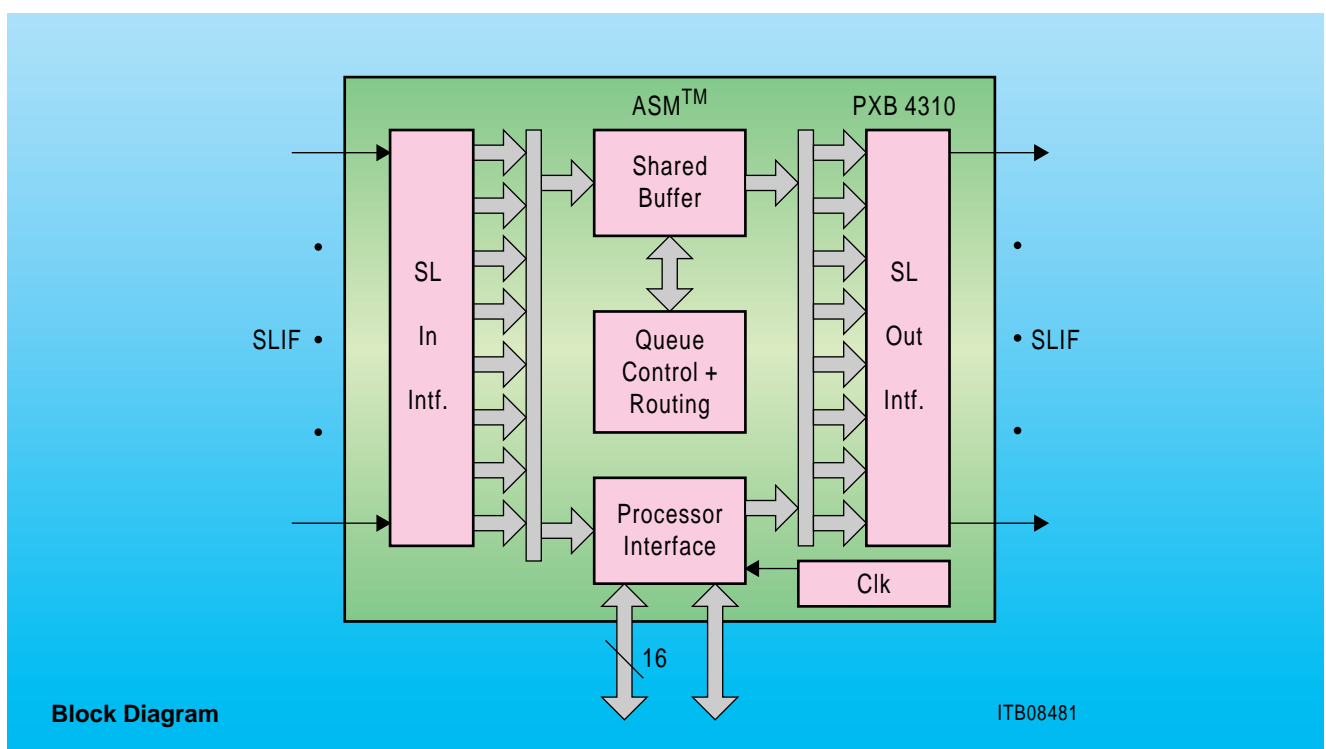 ASM™ PXB 4310
Shared
Buffer
SL
In
Intf.
SL
Out
Intf.
SLIF
SLIF
Queue
Control +
Routing
Processor
Interface
Clk
16
Block Diagram
ITB08481